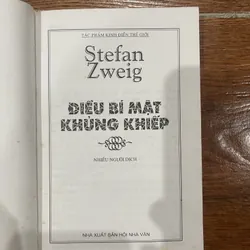 TÁC PHẨM KINH ĐIỂN THẾ GIỚI
Stefan
Zweig
ĐIỀU BÍ MẬT
KHỦNG KHIẾP
NHIỀU NGƯỜI DỊCH
NHÀ XUẤT BẢN HỘI NHÀ VĂN